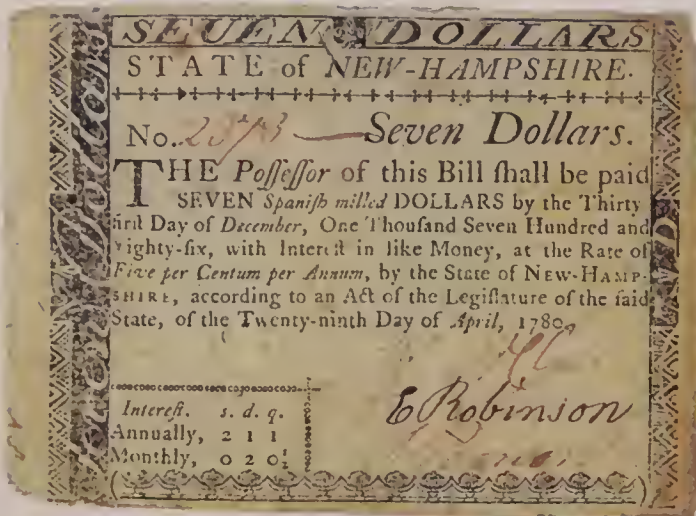 SEVEN DOLLARS
STATE of NEW-HAMPSHIRE.
No. Seven Dollars.
THE Poſſeſſor of this Bill ſhall be paid
SEVEN Spaniſh milled DOLLARS by the Thirty
firſt Day of December, One Thouſand Seven Hundred and
Eighty-ſix, with Intereſt in like Money, at the Rate of
Five per Centum per Annum, by the State of NEW-HAMP-
SHIRE, according to an Act of the Legiſlature of the ſaid
State, of the Twenty-ninth Day of April, 1780.
E Robinson
Intereſt. s. d. q.
Annually, 2 1 1
Monthly, 0 2 0½